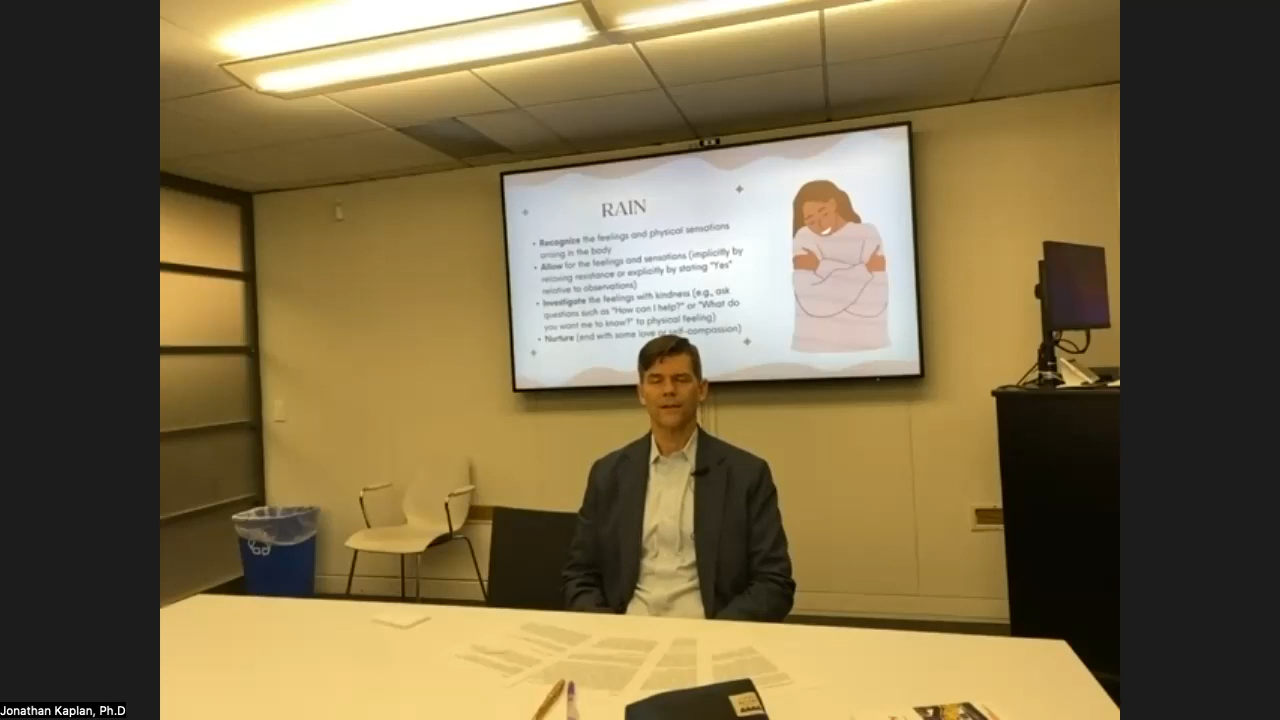 RAIN
• Recognize the feelings and physical sensations
arising in the body
• Allow for the feelings and sensations (implicitly by
relaxing resistance or explicitly by stating "Yes"
relative to observations)
• Investigate the feelings with kindness (e.g., ask
questions such as "How can I help?" or "What do
you want me to know?" to physical feeling)
• Nurture (end with some love or self-compassion)
Jonathan Kaplan, Ph.D